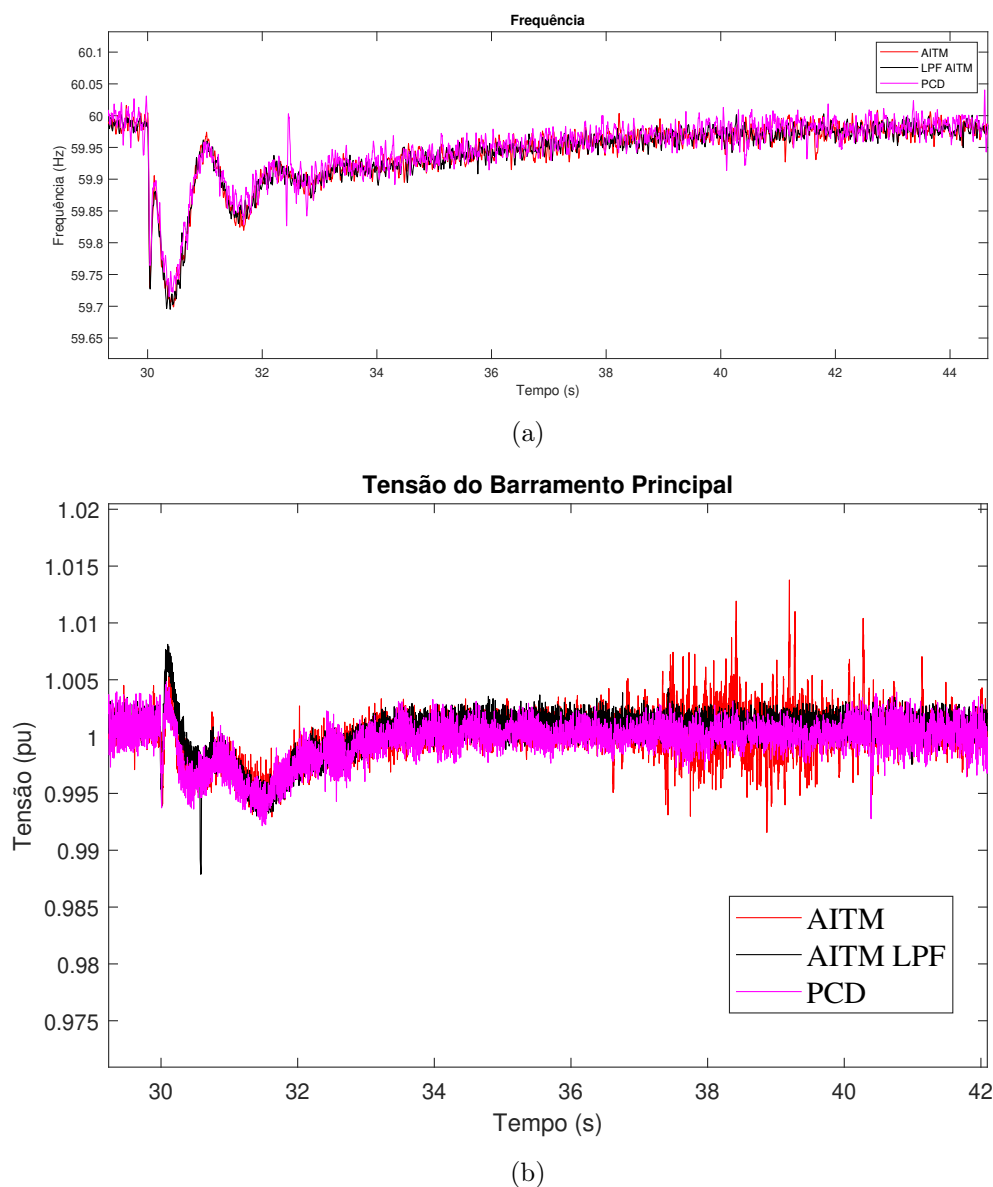 Frequência
60.1
60.05
60
59.95
59.9
59.85
59.8
59.75
59.7
59.65
Frequência (Hz)
AITM
LPF AITM
PCD
30 32 34 36 38 40 42 44
Tempo (s)
(a)
Tensão do Barramento Principal
1.02
1.015
1.01
1.005
1
0.995
0.99
0.985
0.98
0.975
Tensão (pu)
AITM
AITM LPF
PCD
30 32 34 36 38 40 42
Tempo (s)
(b)